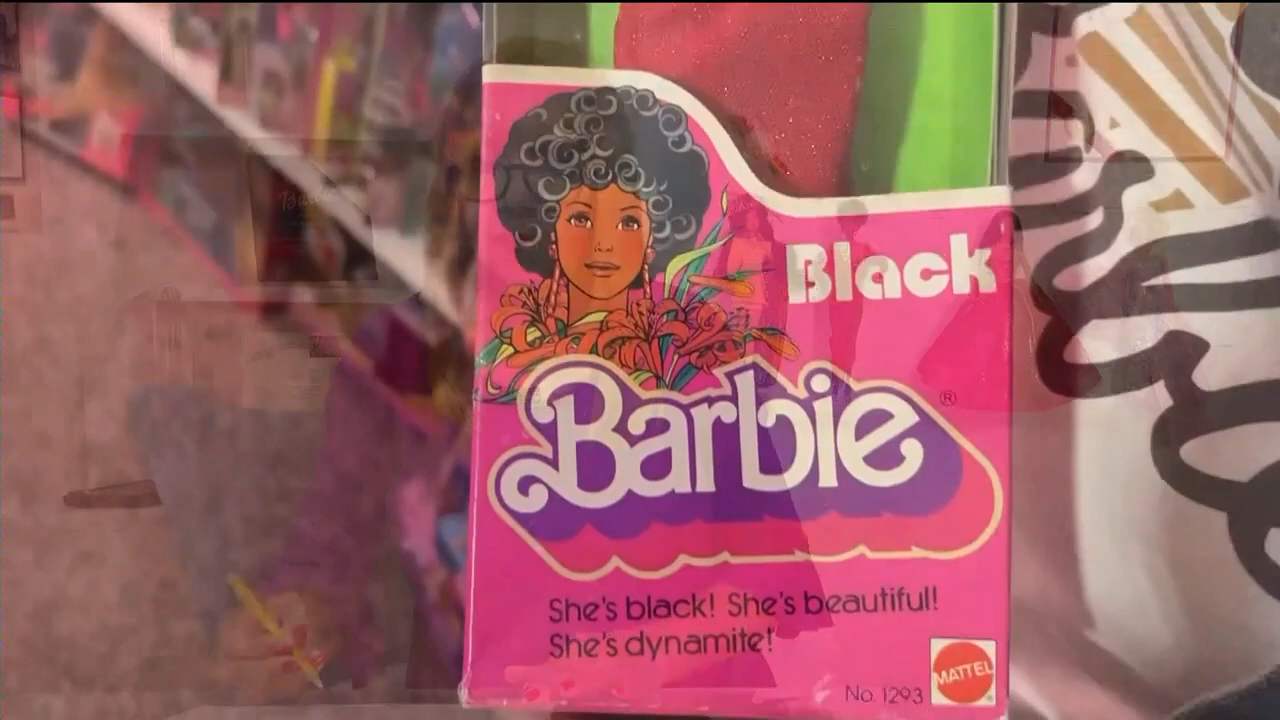 Black
Barbie
®
She's black! She's beautiful!
She's dynamite!
MATTEL
No. 1293